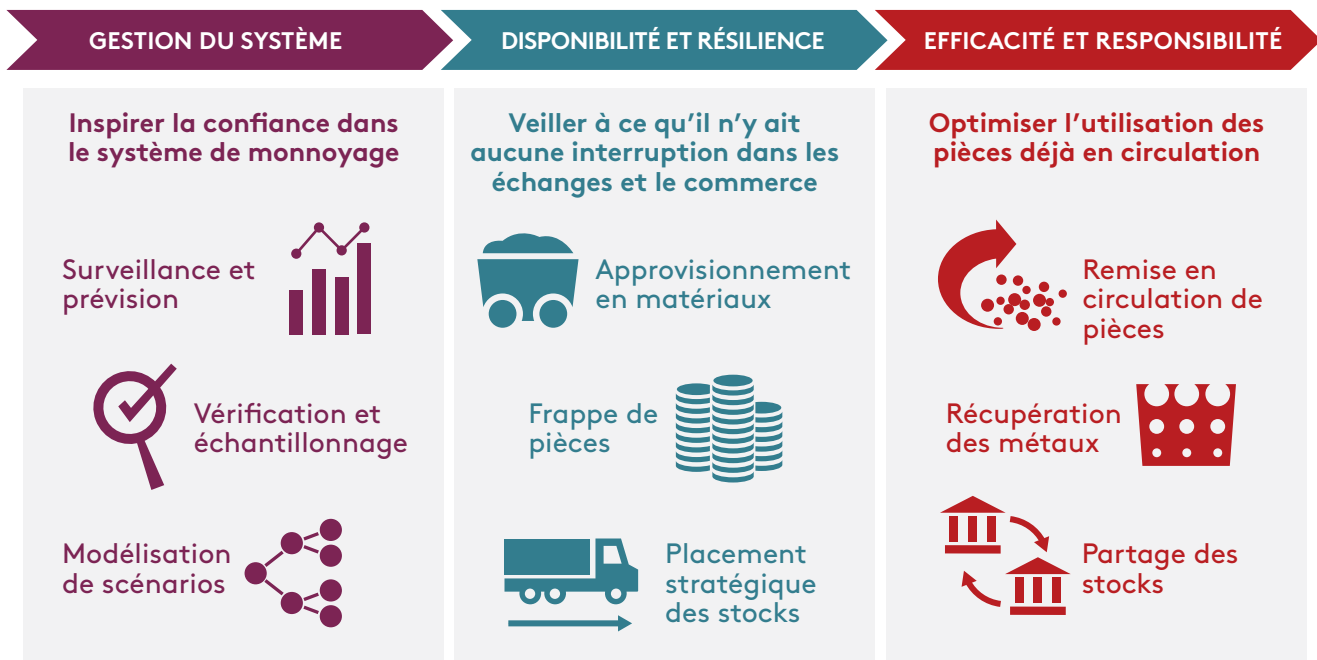 GESTION DU SYSTÈME
DISPONIBILITÉ ET RÉSILIENCE
EFFICACITÉ ET RESPONSIBILITÉ
Inspirer la confiance dans
le système de monnoyage
Surveillance et
prévision
Vérification et
échantillonnage
Modélisation
de scénarios
Veiller à ce qu'il n'y ait
aucune interruption dans les
échanges et le commerce
Approvisionnement
en matériaux
Frappe de
pièces
Placement
stratégique
des stocks
Optimiser l'utilisation des
pièces déjà en circulation
Remise en
circulation de
pièces
Récupération
des métaux
Partage des
stocks